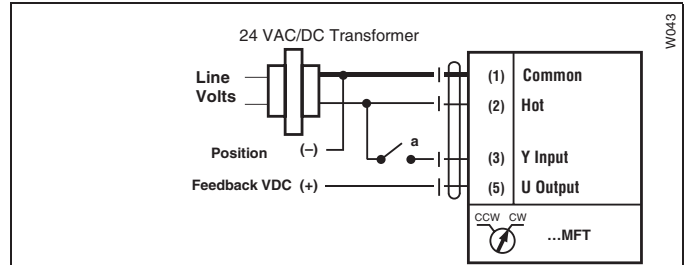 24 VAC/DC Transformer
W043
Line
Volts
(1) Common
(2) Hot
a
Position (–)
(3) Y Input
Feedback VDC (+)
(5) U Output
CCW CW
...MFT